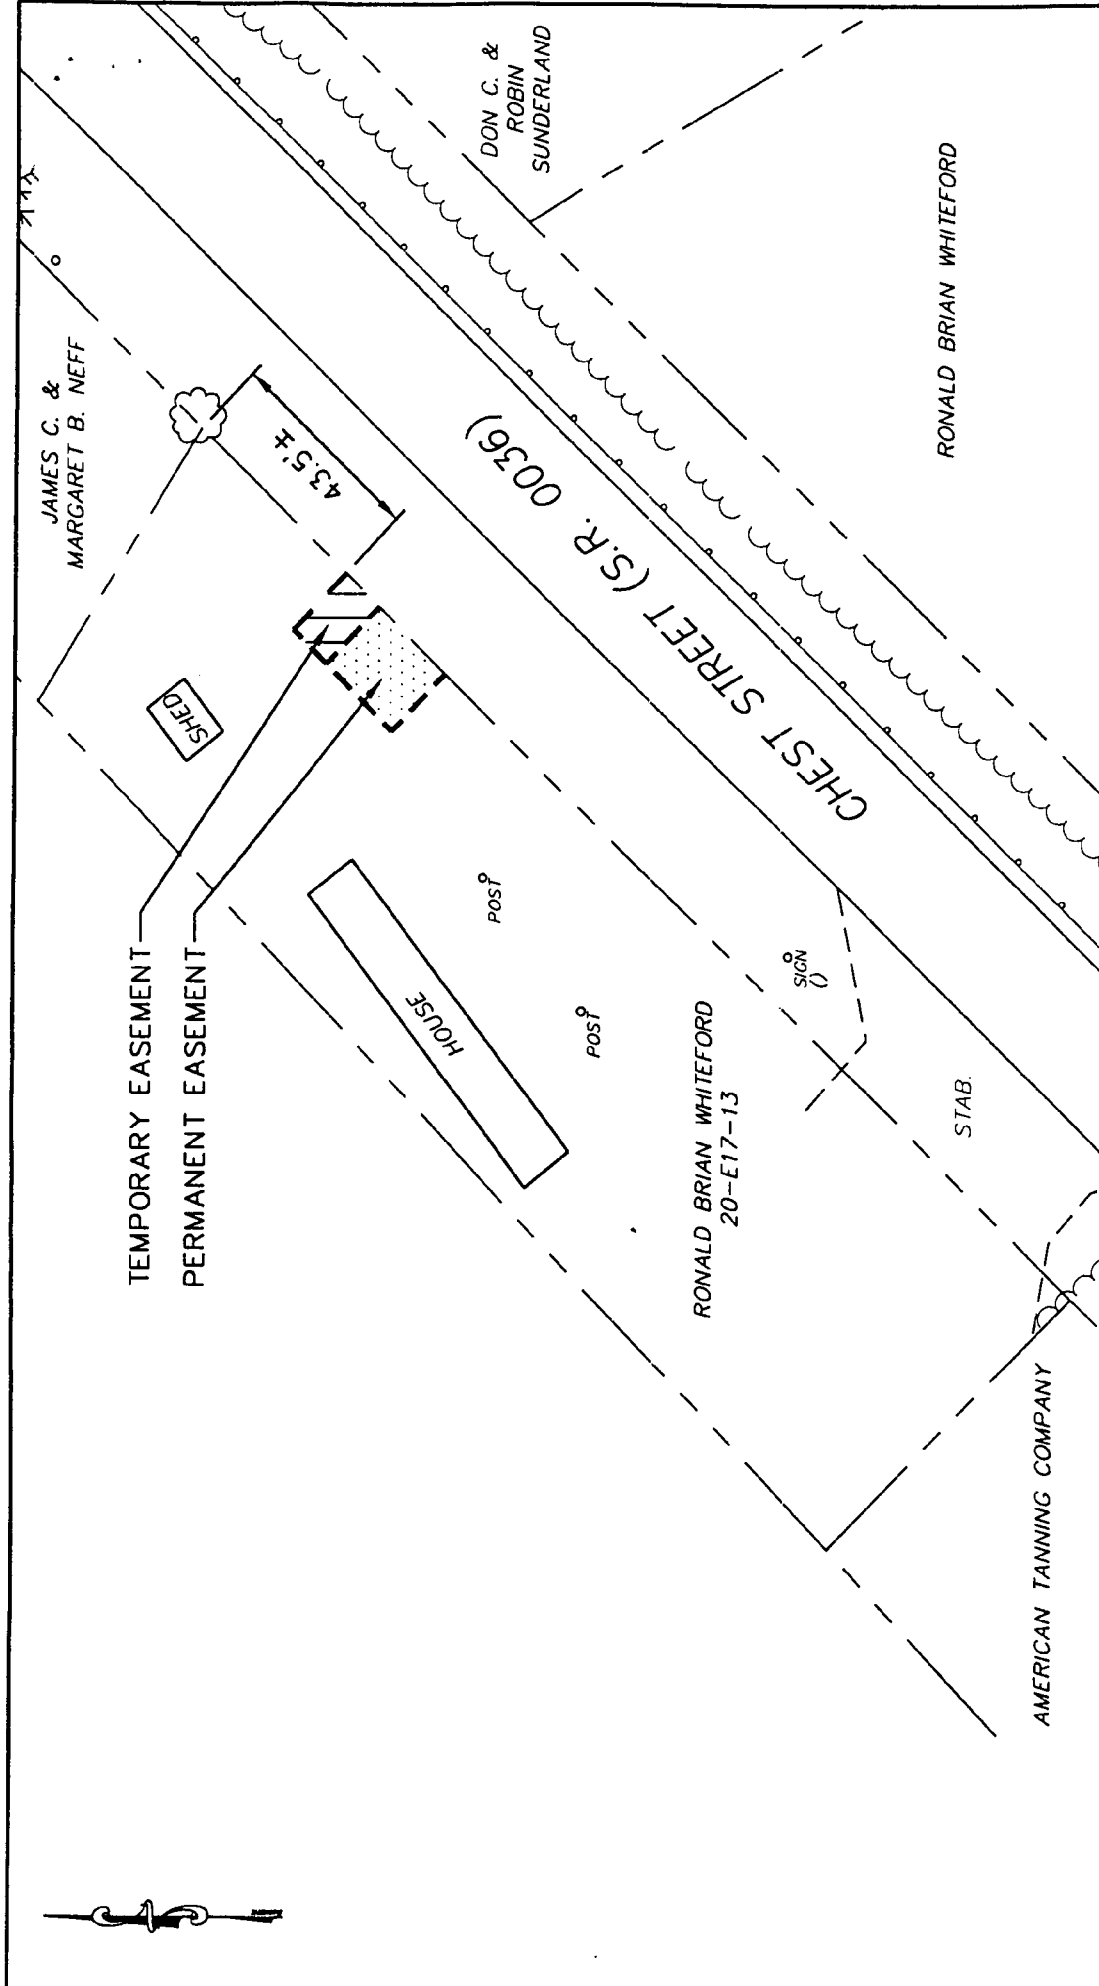 JAMES C. &
MARGARET B. NEFF
DON C. &
ROBIN
SUNDERLAND
RONALD BRIAN WHITEFORD
43.5'±
CHEST STREET (S.R. 0036)
SHED
TEMPORARY EASEMENT
PERMANENT EASEMENT
HOUSE
POST
POST
SIGN
RONALD BRIAN WHITEFORD
20-E17-13
STAB.
AMERICAN TANNING COMPANY